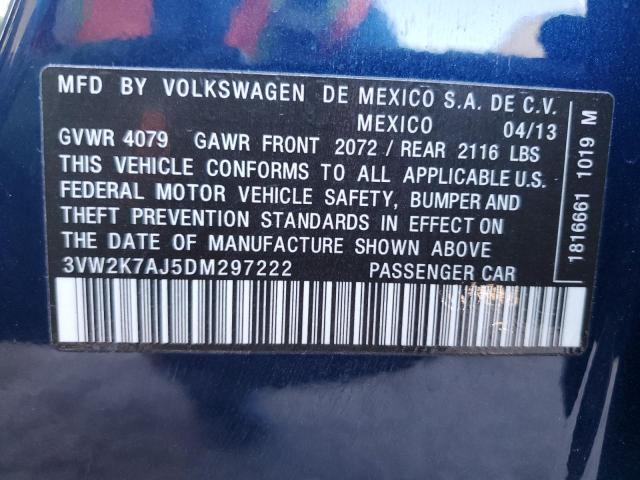 MFD BY VOLKSWAGEN DE MEXICO S.A. DE C.V.
MEXICO 04/13
GVWR 4079 GAWR FRONT 2072 / REAR 2116 LBS
THIS VEHICLE CONFORMS TO ALL APPLICABLE U.S.
FEDERAL MOTOR VEHICLE SAFETY, BUMPER AND
THEFT PREVENTION STANDARDS IN EFFECT ON
THE DATE OF MANUFACTURE SHOWN ABOVE
3VW2K7AJ5DM297222 PASSENGER CAR
1816661 1019 M